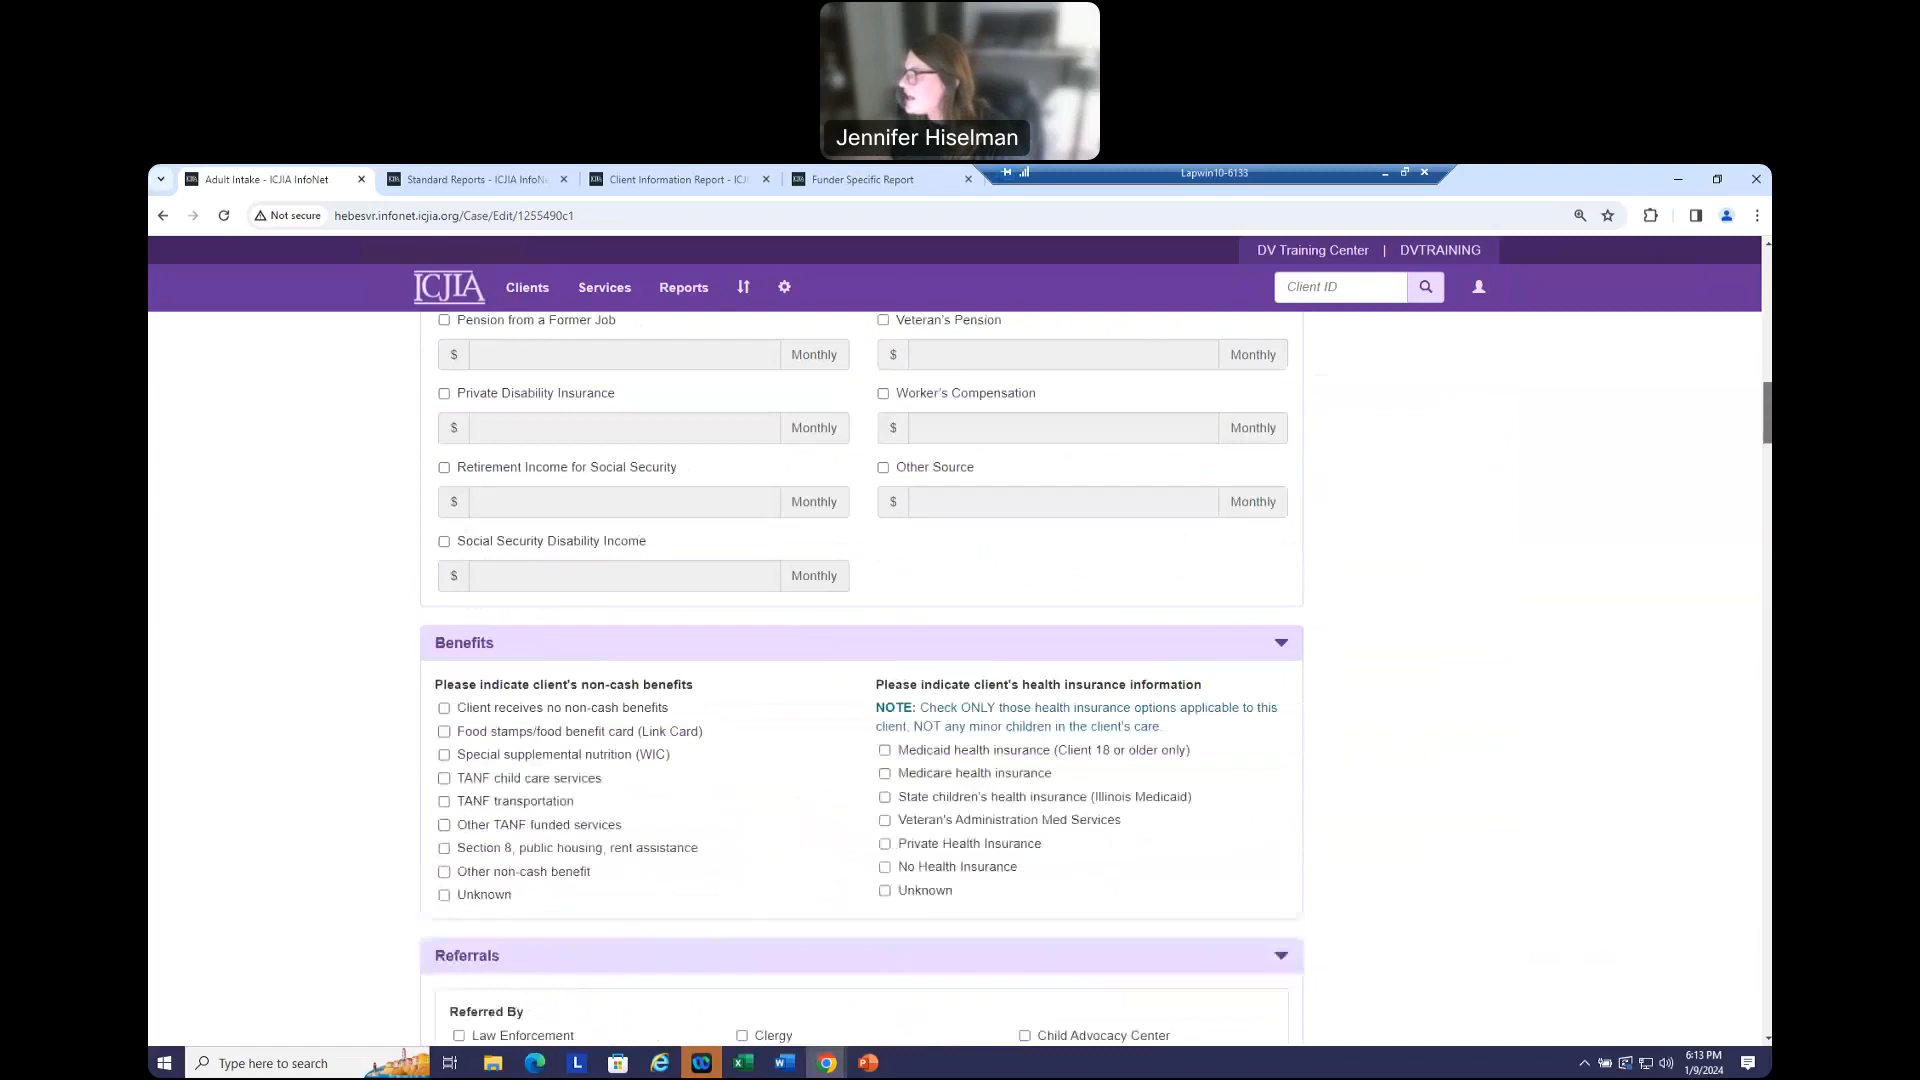 Jennifer Hiselman
Adult Intake - ICJIA InfoNet
Standard Reports - ICJIA InfoN
Client Information Report - ICJI
Funder Specific Report
Lapwin10-6133
Not secure
hebesvr.infonet.icjia.org/Case/Edit/1255490c1
DV Training Center | DVTRAINING
ICJIA
Clients
Services
Reports
Client ID
Pension from a Former Job
Veteran's Pension
$ Monthly
$ Monthly
Private Disability Insurance
Worker's Compensation
$ Monthly
$ Monthly
Retirement Income for Social Security
Other Source
$ Monthly
$ Monthly
Social Security Disability Income
$ Monthly
Benefits
Please indicate client's non-cash benefits
Client receives no non-cash benefits
Food stamps/food benefit card (Link Card)
Special supplemental nutrition (WIC)
TANF child care services
TANF transportation
Other TANF funded services
Section 8, public housing, rent assistance
Other non-cash benefit
Unknown
Please indicate client's health insurance information
NOTE: Check ONLY those health insurance options applicable to this
client, NOT any minor children in the client's care.
Medicaid health insurance (Client 18 or older only)
Medicare health insurance
State children's health insurance (Illinois Medicaid)
Veteran's Administration Med Services
Private Health Insurance
No Health Insurance
Unknown
Referrals
Referred By
Law Enforcement
Clergy
Child Advocacy Center
Type here to search
6:13 PM
1/9/2024